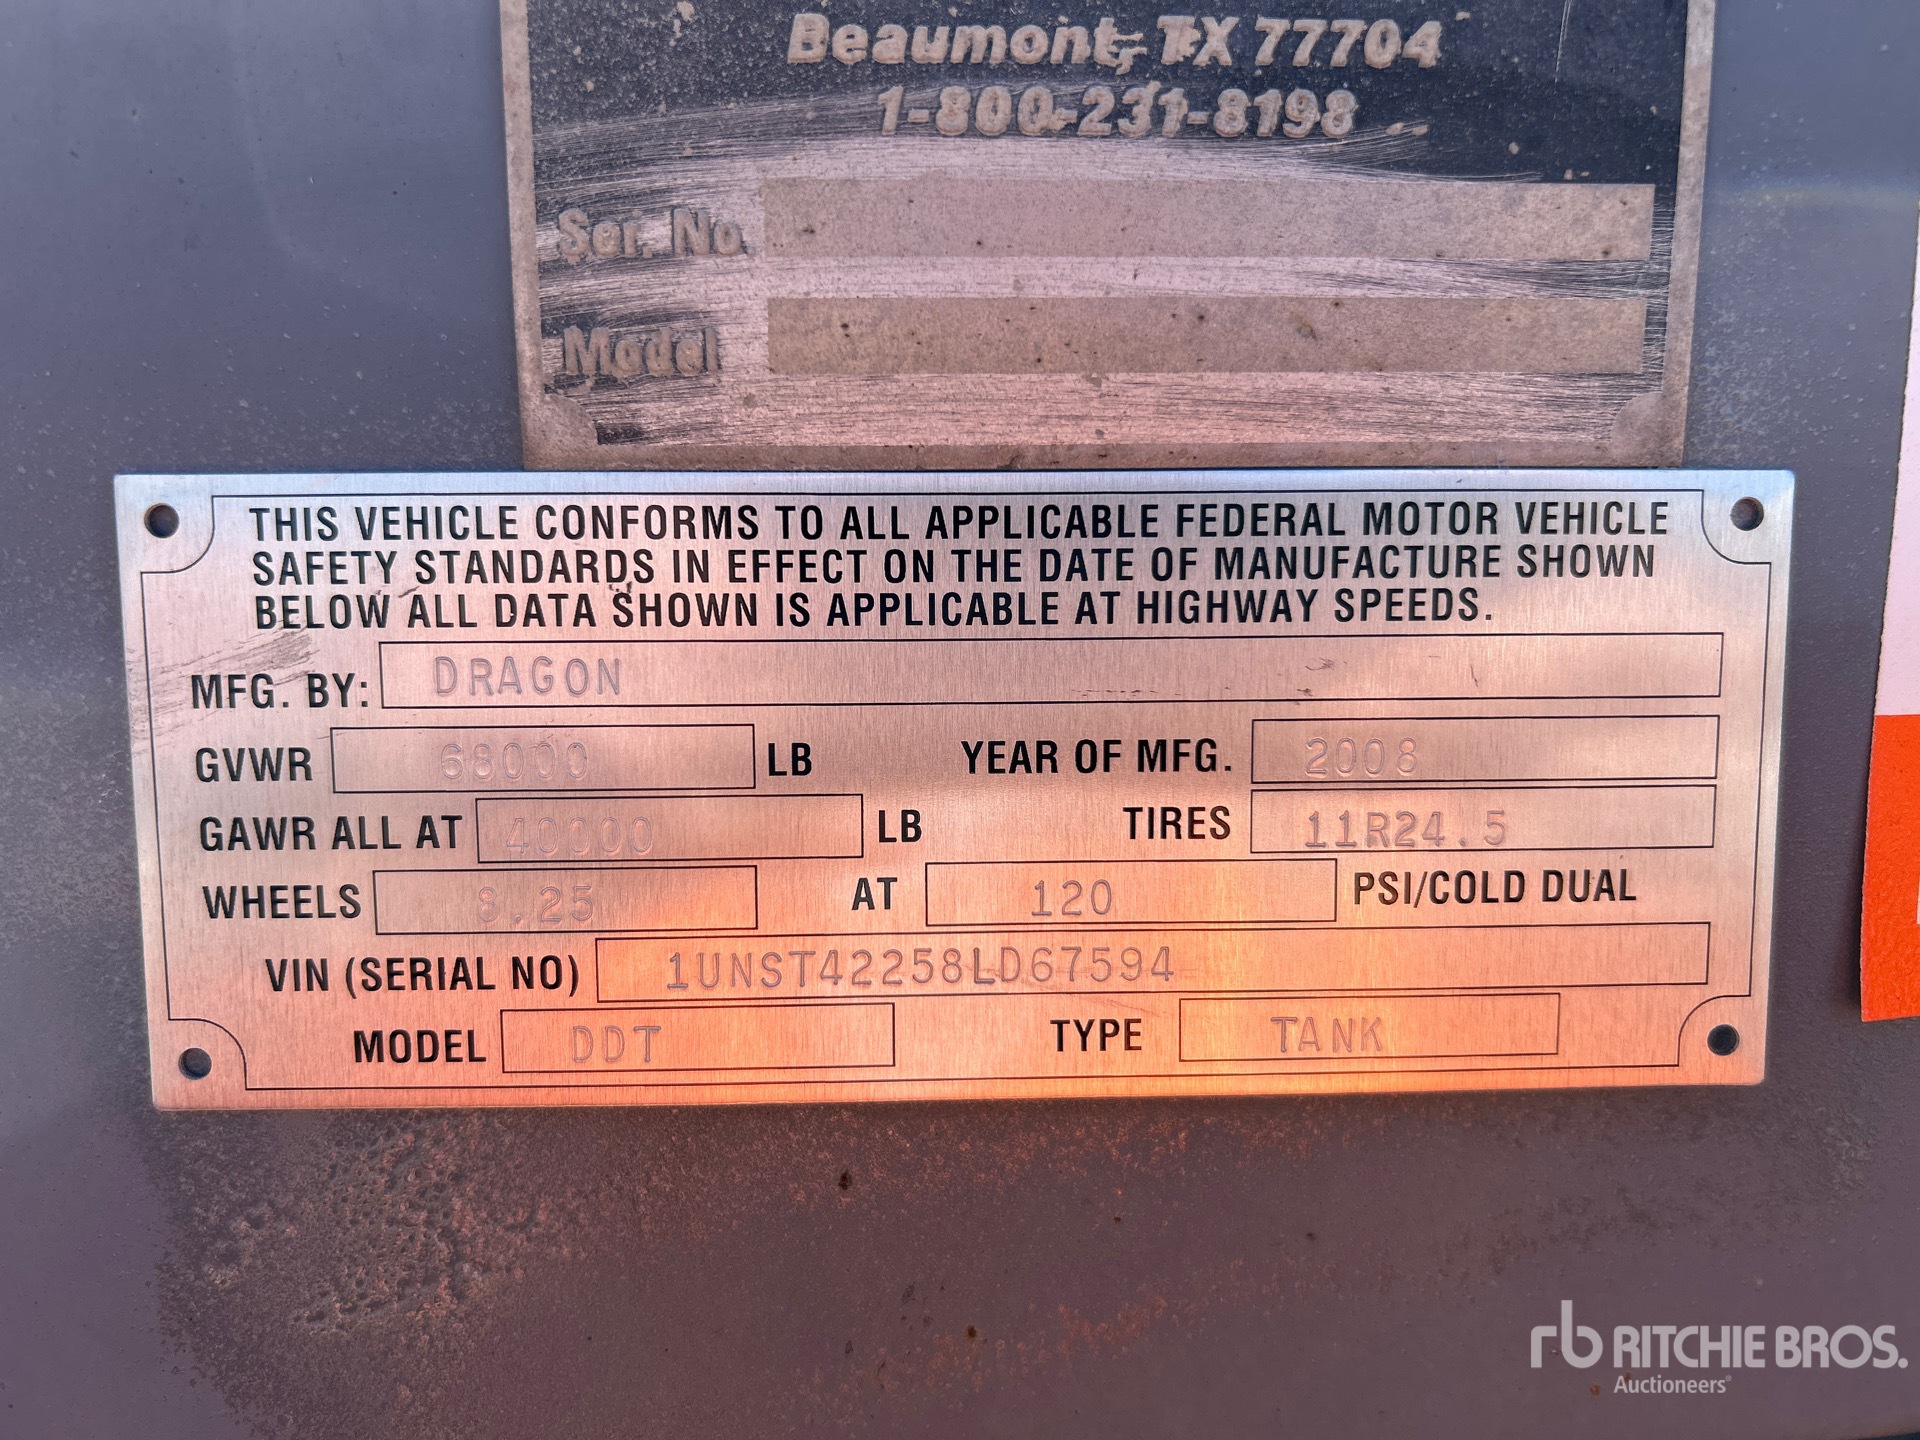 Beaumont, TX 77704
1-800-231-8198
Ser. No.
Model
THIS VEHICLE CONFORMS TO ALL APPLICABLE FEDERAL MOTOR VEHICLE
SAFETY STANDARDS IN EFFECT ON THE DATE OF MANUFACTURE SHOWN
BELOW ALL DATA SHOWN IS APPLICABLE AT HIGHWAY SPEEDS.
MFG. BY: DRAGON
GVWR 68000 LB YEAR OF MFG. 2008
GAWR ALL AT 40000 LB TIRES 11R24.5
WHEELS 8.25 AT 120 PSI/COLD DUAL
VIN (SERIAL NO) 1UNST42258LD67594
MODEL DDT TYPE TANK
rb RITCHIE BROS.
Auctioneers